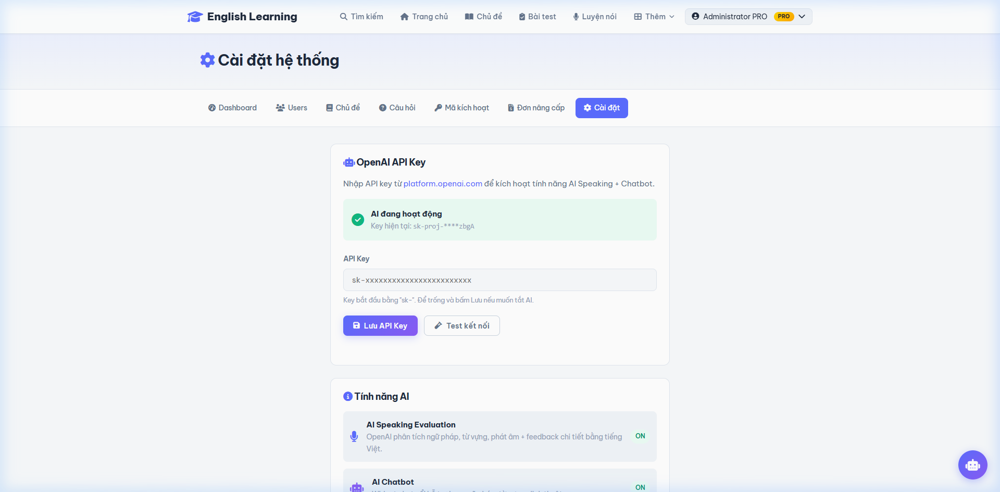 English Learning
Tìm kiếm
Trang chủ
Chủ đề
Bài test
Luyện nói
Thêm
Administrator PRO PRO
Cài đặt hệ thống
Dashboard
Users
Chủ đề
Câu hỏi
Mã kích hoạt
Đơn nâng cấp
Cài đặt
OpenAI API Key
Nhập API key từ platform.openai.com để kích hoạt tính năng AI Speaking + Chatbot.
AI đang hoạt động
Key hiện tại: sk-proj-****zbgA
API Key
sk-xxxxxxxxxxxxxxxxxxxxxxxx
Key bắt đầu bằng "sk-". Để trống và bấm Lưu nếu muốn tắt AI.
Lưu API Key
Test kết nối
Tính năng AI
AI Speaking Evaluation
OpenAI phân tích ngữ pháp, từ vựng, phát âm + feedback chi tiết bằng tiếng
Việt.
ON
AI Chatbot
ON